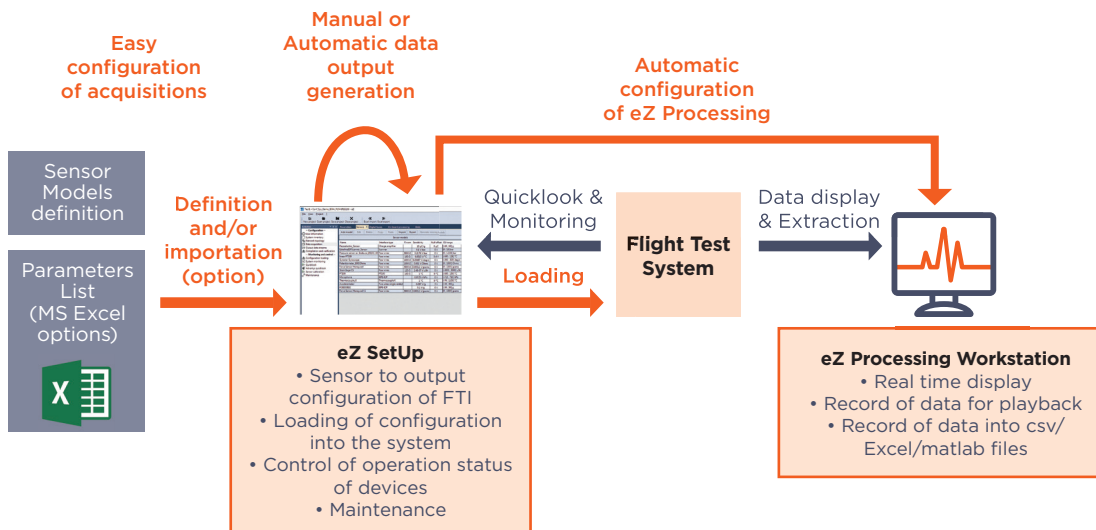 Easy
configuration
of acquisitions
Manual or
Automatic data
output
generation
Automatic
configuration
of eZ Processing
Sensor
Models
definition
Parameters
List
(MS Excel
options)
X
Definition
and/or
importation
(option)
Quicklook &
Monitoring
Loading
Flight Test
System
Data display
& Extraction
eZ SetUp
• Sensor to output
configuration of FTI
• Loading of configuration
into the system
• Control of operation status
of devices
• Maintenance
eZ Processing Workstation
• Real time display
• Record of data for playback
• Record of data into csv/
Excel/matlab files